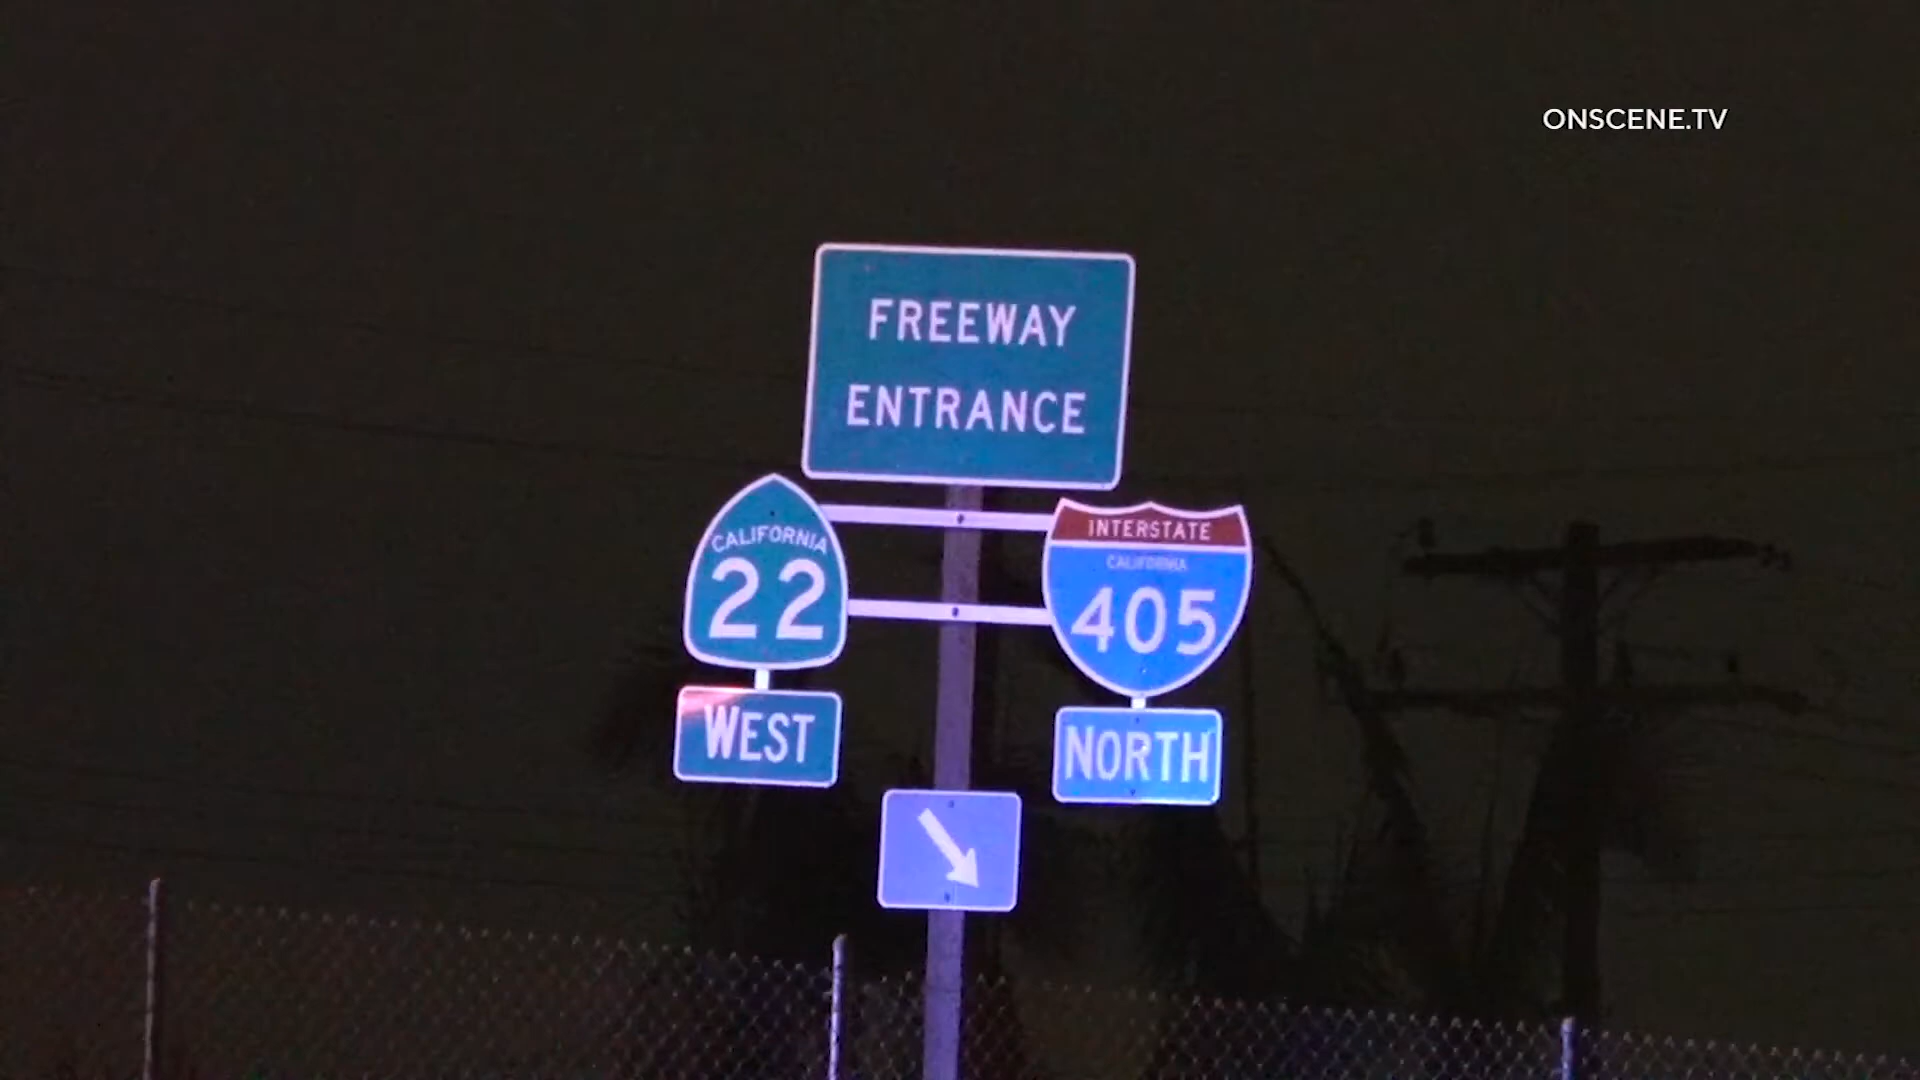 ONSCENE.TV
FREEWAY
ENTRANCE
CALIFORNIA
22
WEST
INTERSTATE
CALIFORNIA
405
NORTH